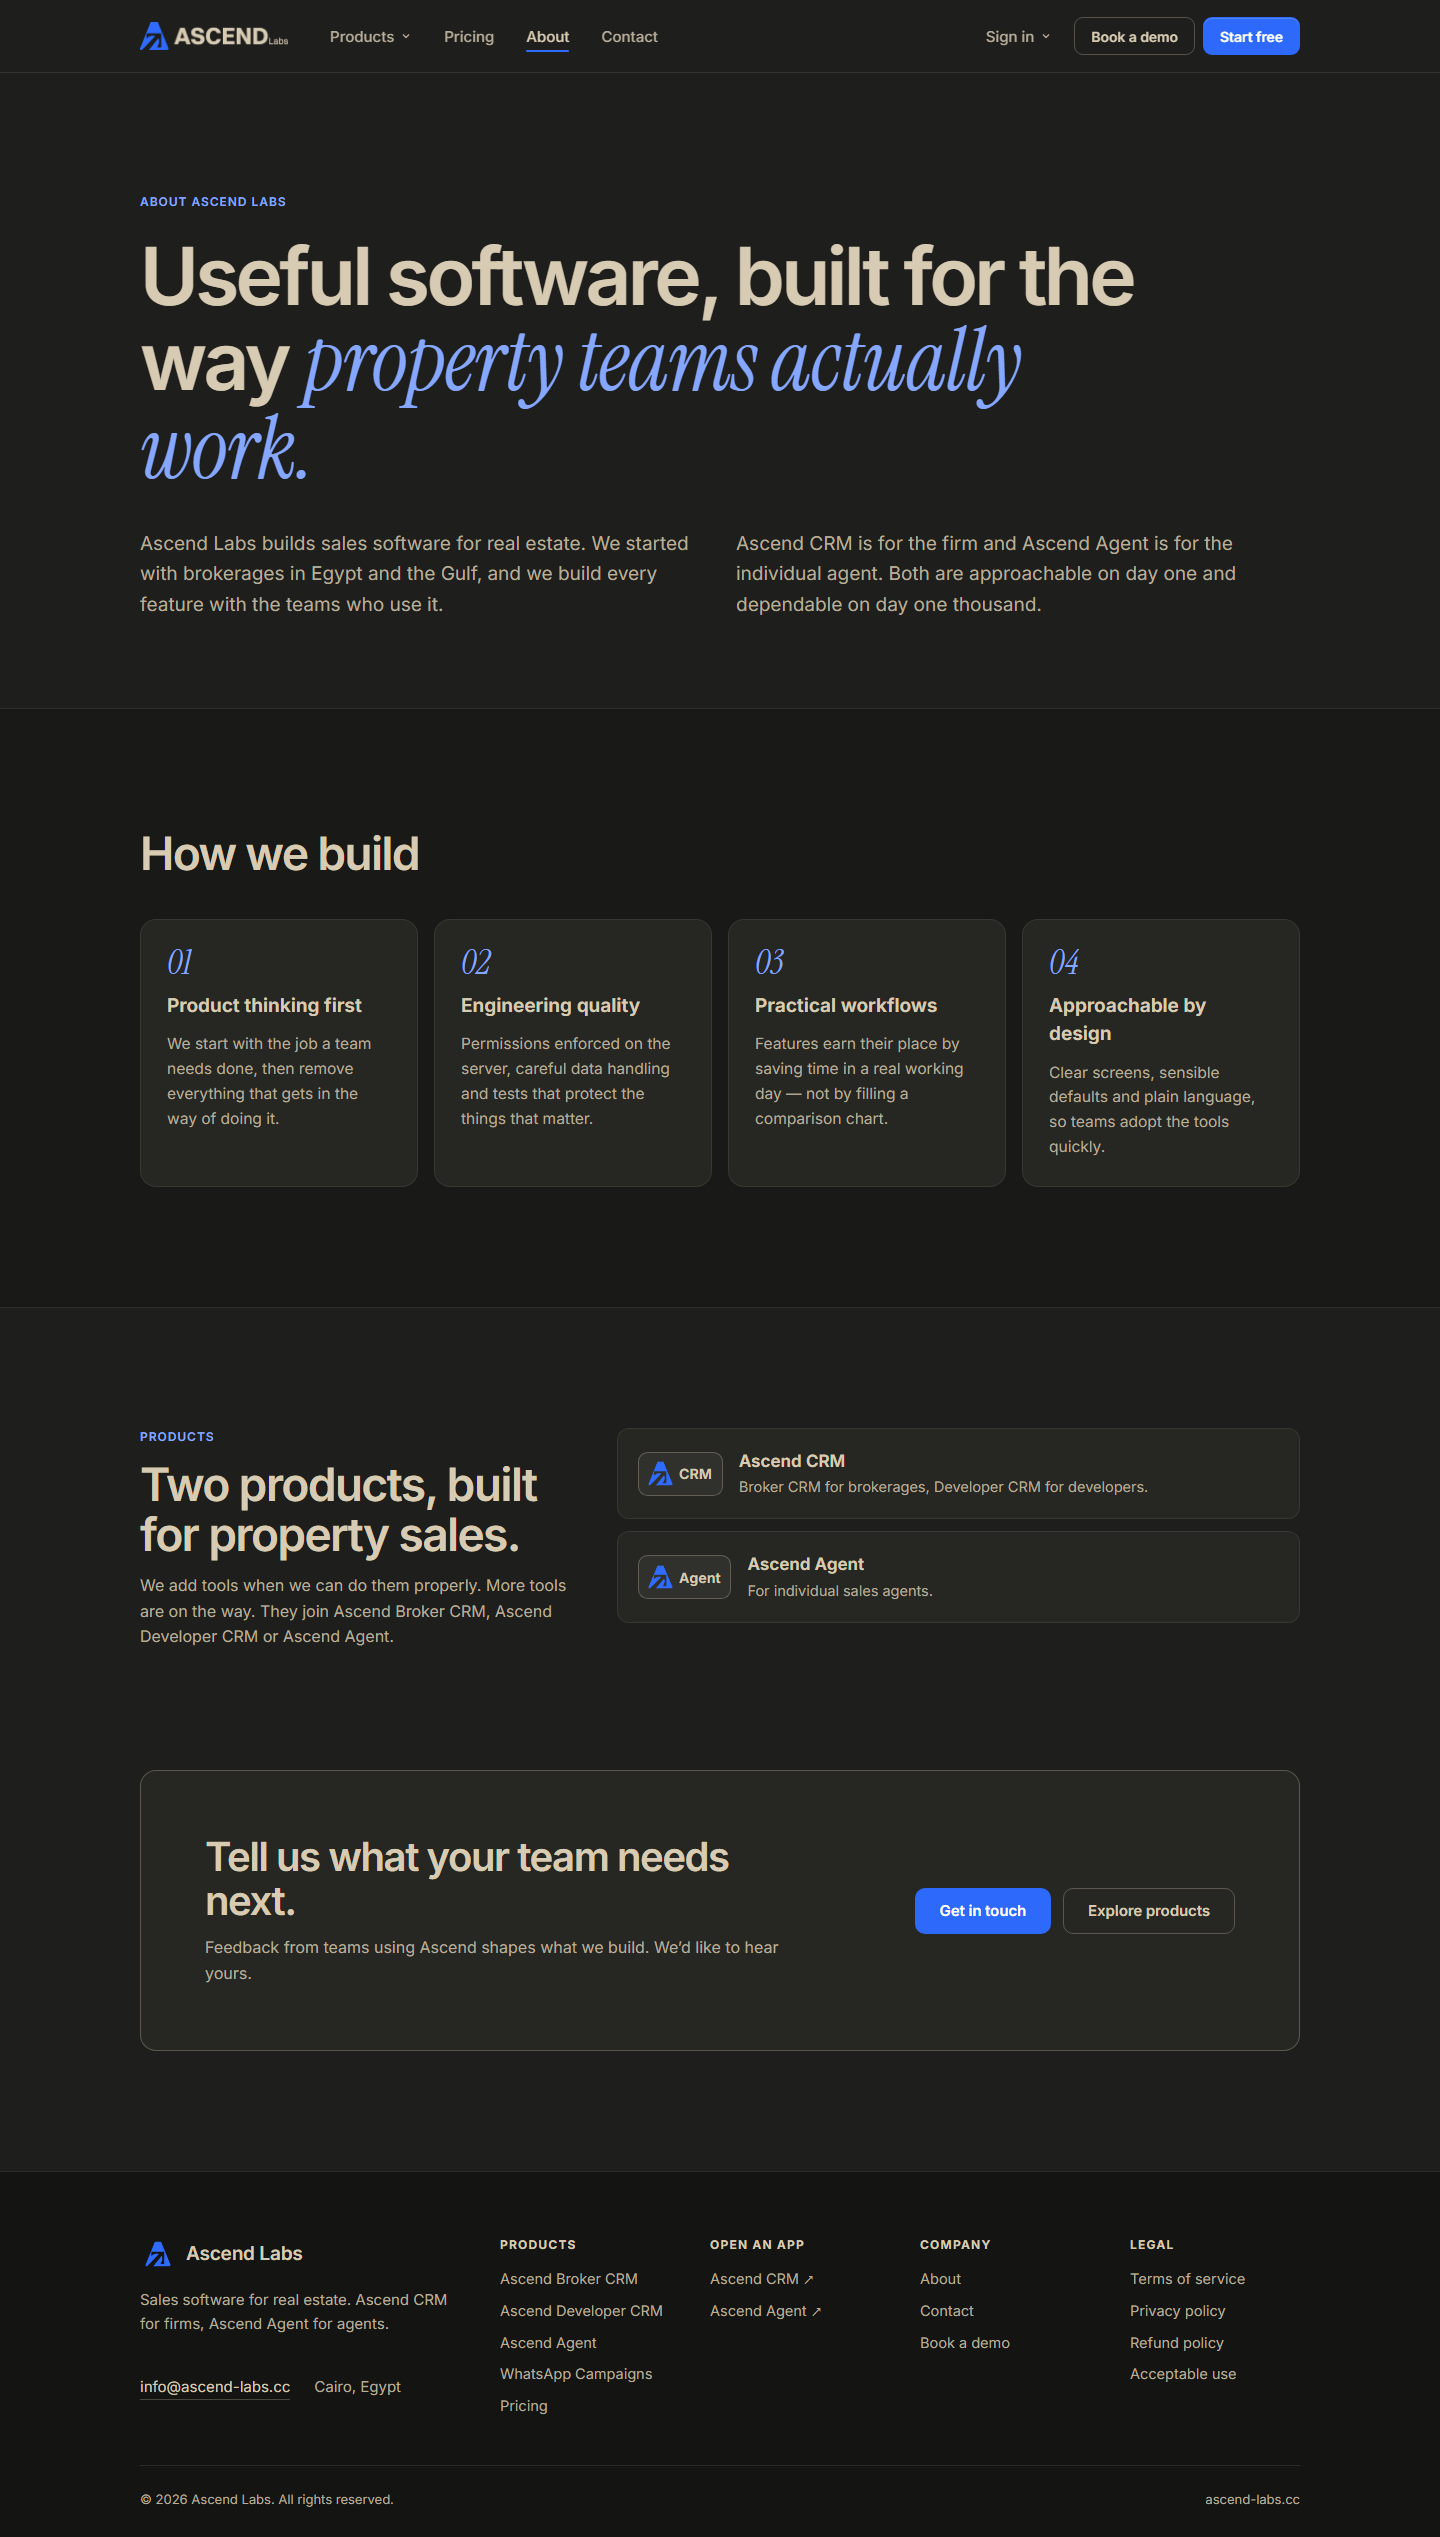 ASCEND Labs
Products
Pricing
About
Contact
Sign in
Book a demo
Start free
ABOUT ASCEND LABS
Useful software, built for the
way property teams actually
work.
Ascend Labs builds sales software for real estate. We started
with brokerages in Egypt and the Gulf, and we build every
feature with the teams who use it.
Ascend CRM is for the firm and Ascend Agent is for the
individual agent. Both are approachable on day one and
dependable on day one thousand.
How we build
01
Product thinking first
We start with the job a team
needs done, then remove
everything that gets in the
way of doing it.
02
Engineering quality
Permissions enforced on the
server, careful data handling
and tests that protect the
things that matter.
03
Practical workflows
Features earn their place by
saving time in a real working
day — not by filling a
comparison chart.
04
Approachable by
design
Clear screens, sensible
defaults and plain language,
so teams adopt the tools
quickly.
PRODUCTS
Two products, built
for property sales.
We add tools when we can do them properly. More tools
are on the way. They join Ascend Broker CRM, Ascend
Developer CRM or Ascend Agent.
CRM
Ascend CRM
Broker CRM for brokerages, Developer CRM for developers.
Agent
Ascend Agent
For individual sales agents.
Tell us what your team needs
next.
Feedback from teams using Ascend shapes what we build. We’d like to hear
yours.
Get in touch
Explore products
Ascend Labs
Sales software for real estate. Ascend CRM
for firms, Ascend Agent for agents.
info@ascend-labs.cc
Cairo, Egypt
PRODUCTS
Ascend Broker CRM
Ascend Developer CRM
Ascend Agent
WhatsApp Campaigns
Pricing
OPEN AN APP
Ascend CRM ↗
Ascend Agent ↗
COMPANY
About
Contact
Book a demo
LEGAL
Terms of service
Privacy policy
Refund policy
Acceptable use
© 2026 Ascend Labs. All rights reserved.
ascend-labs.cc